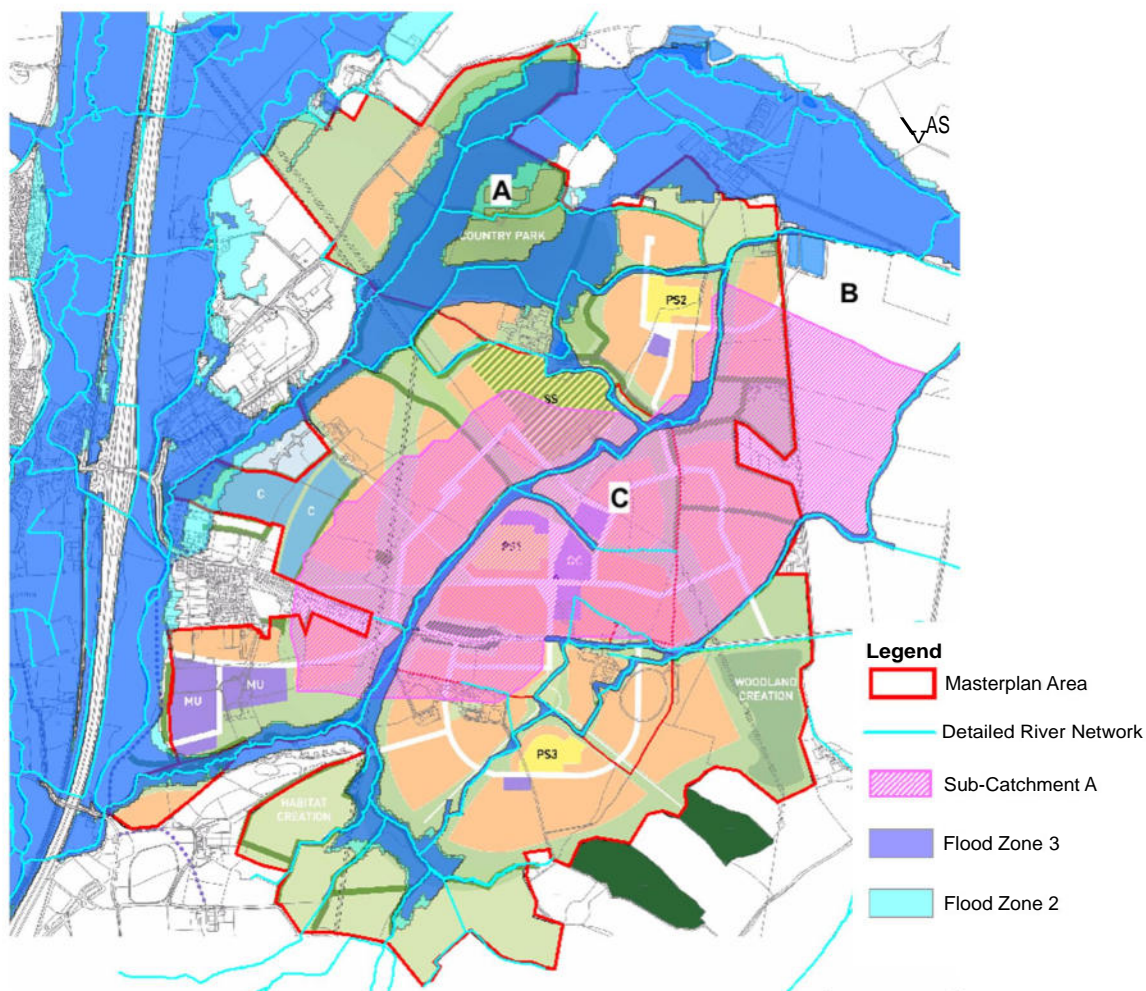 AS
A
COUNTRY PARK
B
PS2
SS
C
C
C
PS1
DC
MU
MU
WOODLAND
CREATION
PS3
HABITAT
CREATION
Legend
Masterplan Area
Detailed River Network
Sub-Catchment A
Flood Zone 3
Flood Zone 2